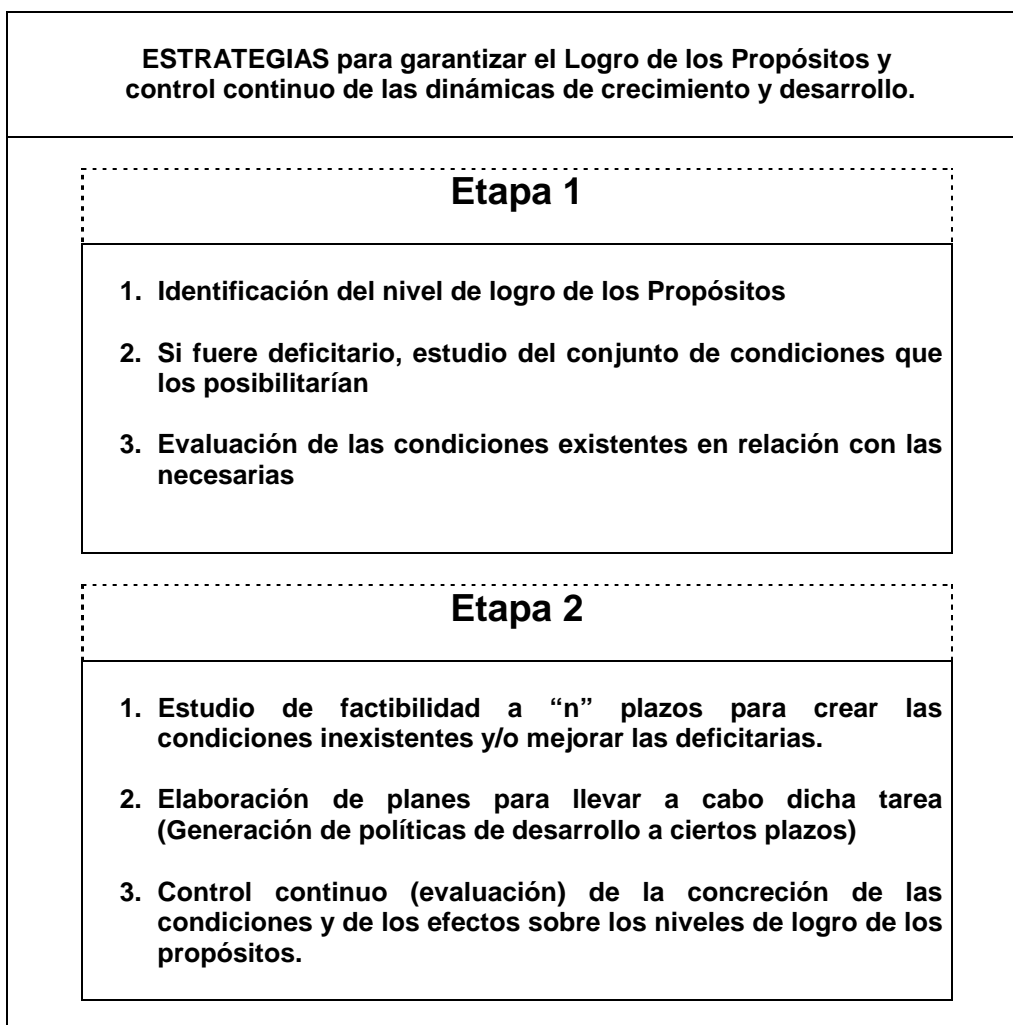 ESTRATEGIAS para garantizar el Logro de los Propósitos y
control continuo de las dinámicas de crecimiento y desarrollo.
Etapa 1
1. Identificación del nivel de logro de los Propósitos
2. Si fuere deficitario, estudio del conjunto de condiciones que
los posibilitarían
3. Evaluación de las condiciones existentes en relación con las
necesarias
Etapa 2
1. Estudio de factibilidad a “n” plazos para crear las
condiciones inexistentes y/o mejorar las deficitarias.
2. Elaboración de planes para llevar a cabo dicha tarea
(Generación de políticas de desarrollo a ciertos plazos)
3. Control continuo (evaluación) de la concreción de las
condiciones y de los efectos sobre los niveles de logro de los
propósitos.